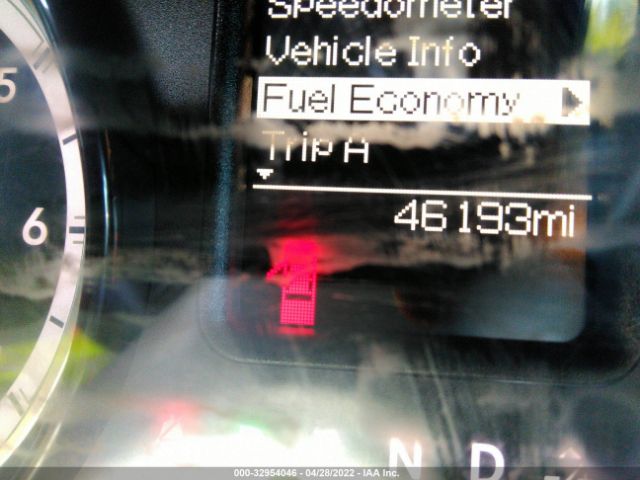 Speedometer
Vehicle Info
Fuel Economy
Trip A
46193mi
5
6
N D
000-32954046 - 04/28/2022 - IAA Inc.